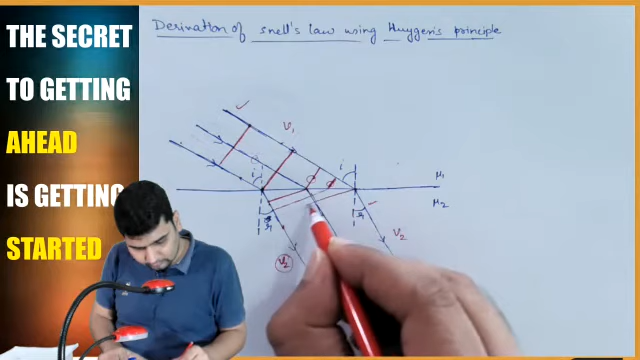 THE SECRET
TO GETTING
AHEAD
IS GETTING
STARTED
Derivation of snell's law using Huygen's principle
v₁
i
i
μ₁
μ₂
r
r
v₂
v₂